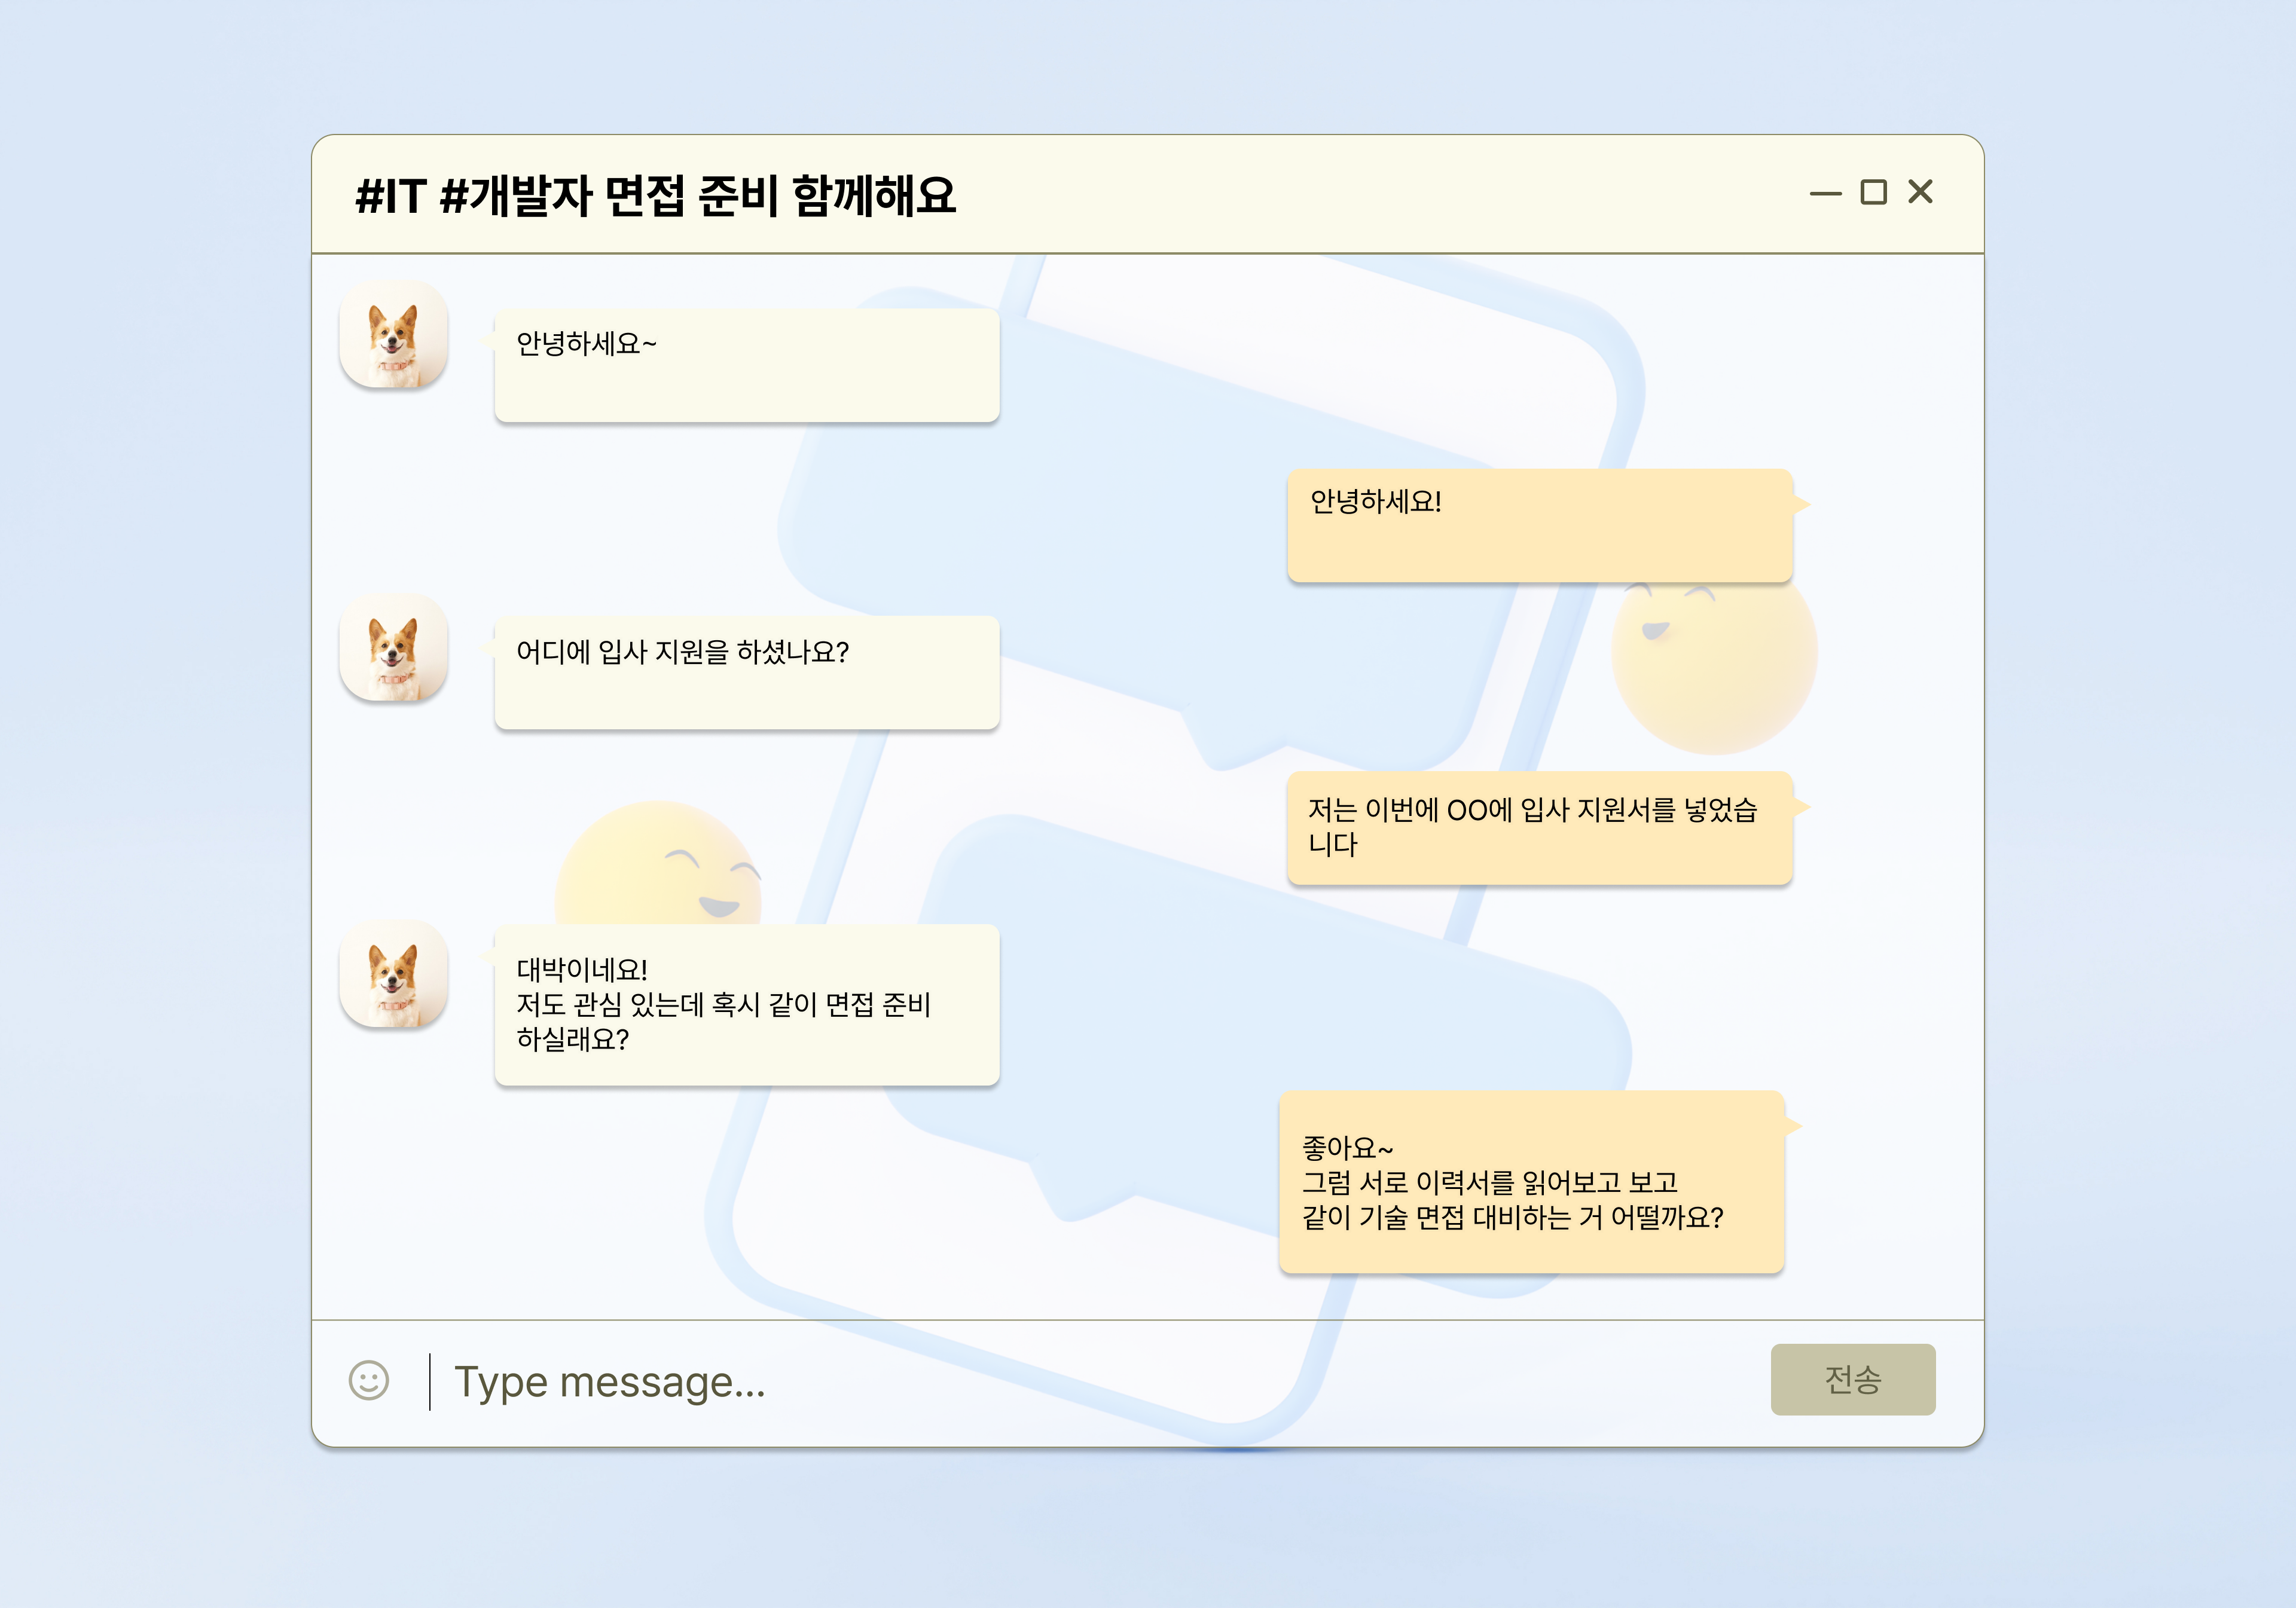 #IT #개발자 면접 준비 함께해요
안녕하세요~
안녕하세요!
어디에 입사 지원을 하셨나요?
저는 이번에 OO에 입사 지원서를 넣었습
니다
대박이네요!
저도 관심 있는데 혹시 같이 면접 준비
하실래요?
좋아요~
그럼 서로 이력서를 읽어보고 보고
같이 기술 면접 대비하는 거 어떨까요?
Type message...
전송